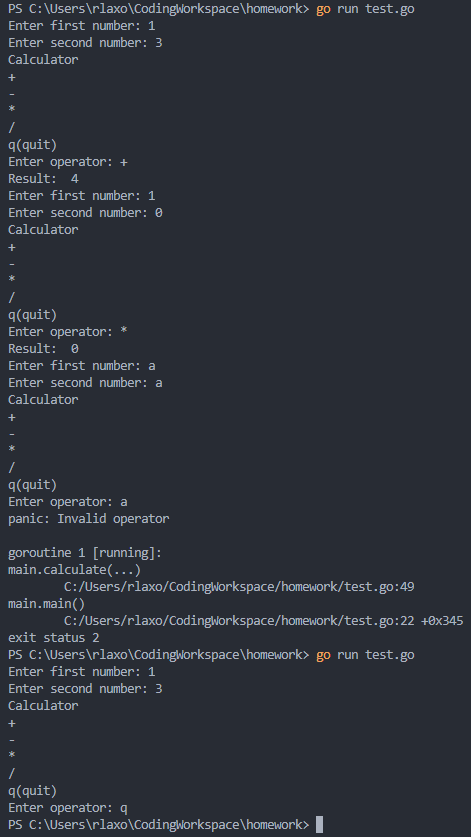 PS C:\Users\rlaxo\CodingWorkspace\homework> go run test.go
Enter first number: 1
Enter second number: 3
Calculator
+
-
*
/
q(quit)
Enter operator: +
Result:  4
Enter first number: 1
Enter second number: 0
Calculator
+
-
*
/
q(quit)
Enter operator: *
Result:  0
Enter first number: a
Enter second number: a
Calculator
+
-
*
/
q(quit)
Enter operator: a
panic: Invalid operator
goroutine 1 [running]:
main.calculate(...)
        C:/Users/rlaxo/CodingWorkspace/homework/test.go:49
main.main()
        C:/Users/rlaxo/CodingWorkspace/homework/test.go:22 +0x345
exit status 2
PS C:\Users\rlaxo\CodingWorkspace\homework> go run test.go
Enter first number: 1
Enter second number: 3
Calculator
+
-
*
/
q(quit)
Enter operator: q
PS C:\Users\rlaxo\CodingWorkspace\homework>